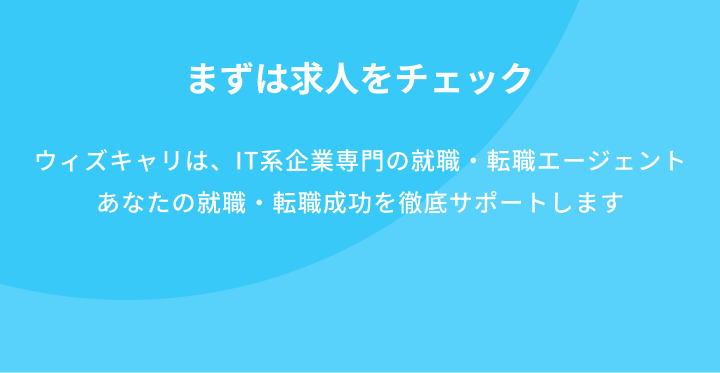 まずは求人をチェック
ウィズキャリは、IT系企業専門の就職・転職エージェント
あなたの就職・転職成功を徹底サポートします